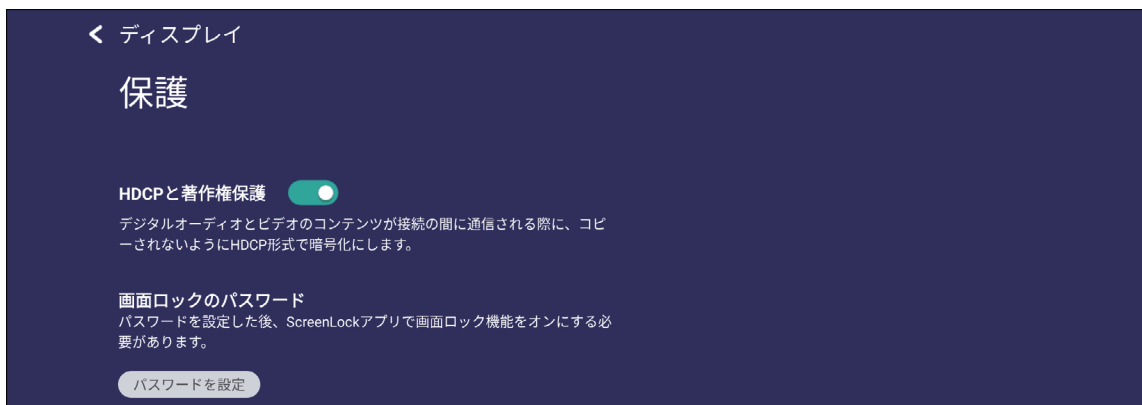 ディスプレイ
保護
HDCPと著作権保護
デジタルオーディオとビデオのコンテンツが接続の間に通信される際に、コピ
ーされないようにHDCP形式で暗号化にします。
画面ロックのパスワード
パスワードを設定した後、ScreenLockアプリで画面ロック機能をオンにする必
要があります。
パスワードを設定